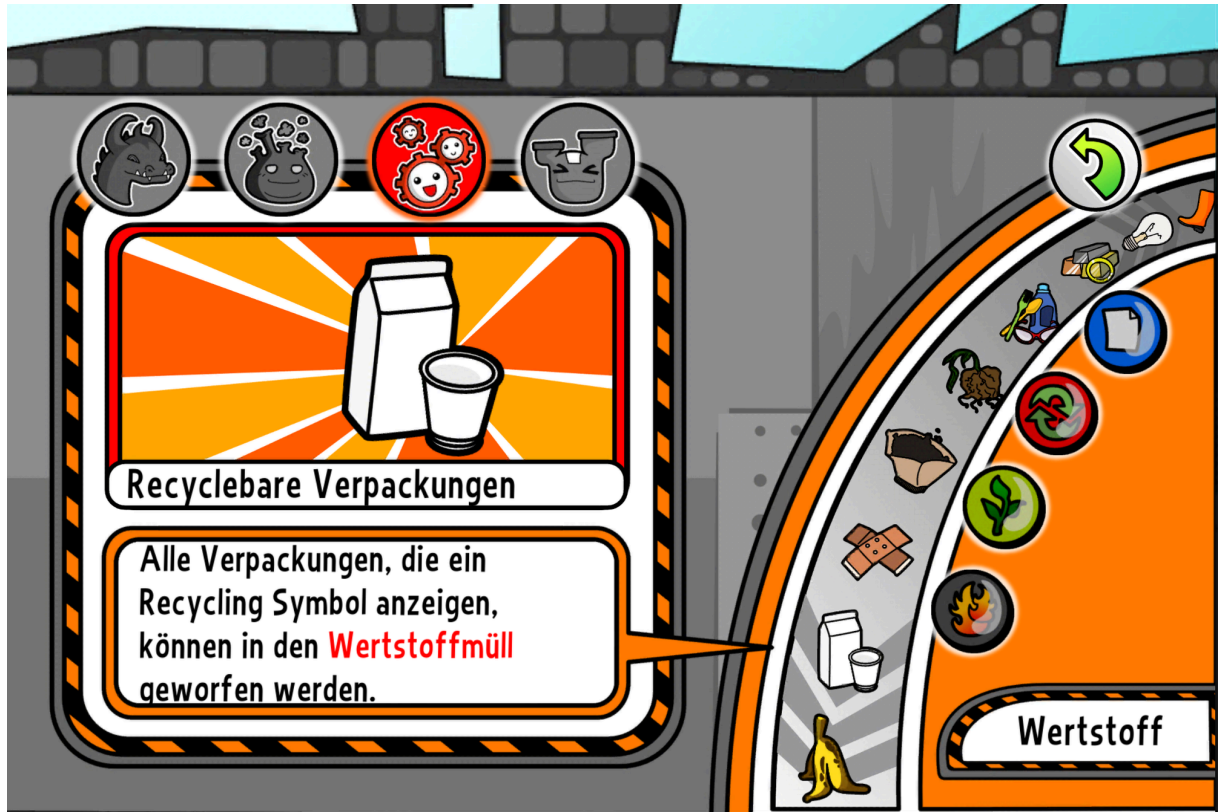 Recyclebare Verpackungen
Alle Verpackungen, die ein
Recycling Symbol anzeigen,
können in den Wertstoffmüll
geworfen werden.
Wertstoff